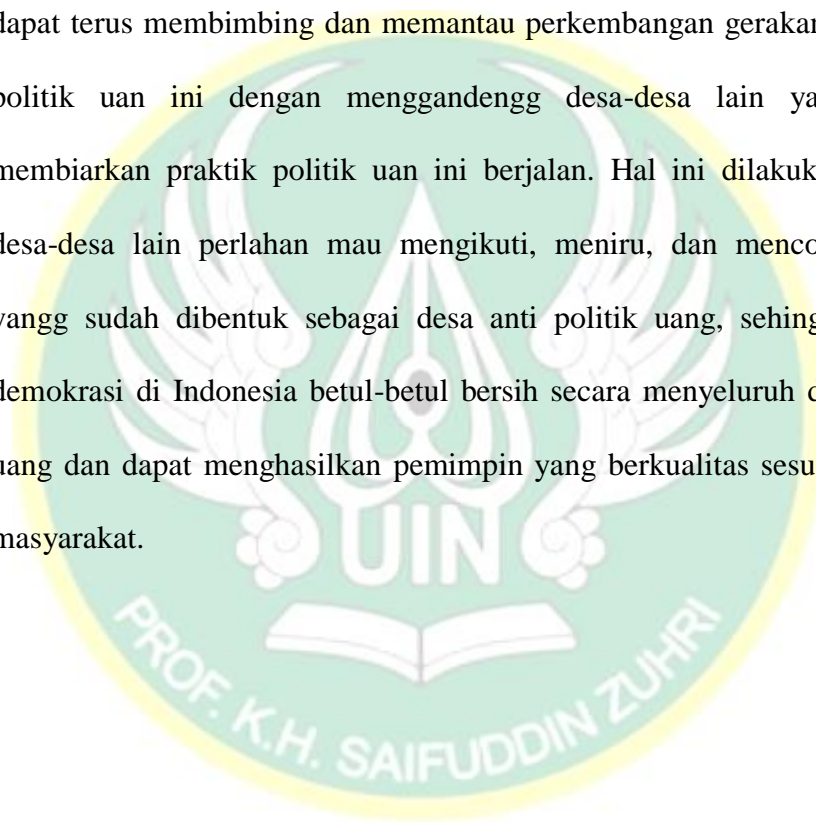 dapat terus membimbing dan memantau perkembangan gerakan
politik uan ini dengan menggandengg desa-desa lain ya
membiarkan praktik politik uan ini berjalan. Hal ini dilakuk
desa-desa lain perlahan mau mengikuti, meniru, dan menco
yangg sudah dibentuk sebagai desa anti politik uang, sehing
demokrasi di Indonesia betul-betul bersih secara menyeluruh d
uang dan dapat menghasilkan pemimpin yang berkualitas sesu
masyarakat.
UIN
PROF. K.H. SAIFUDDIN ZUHRI